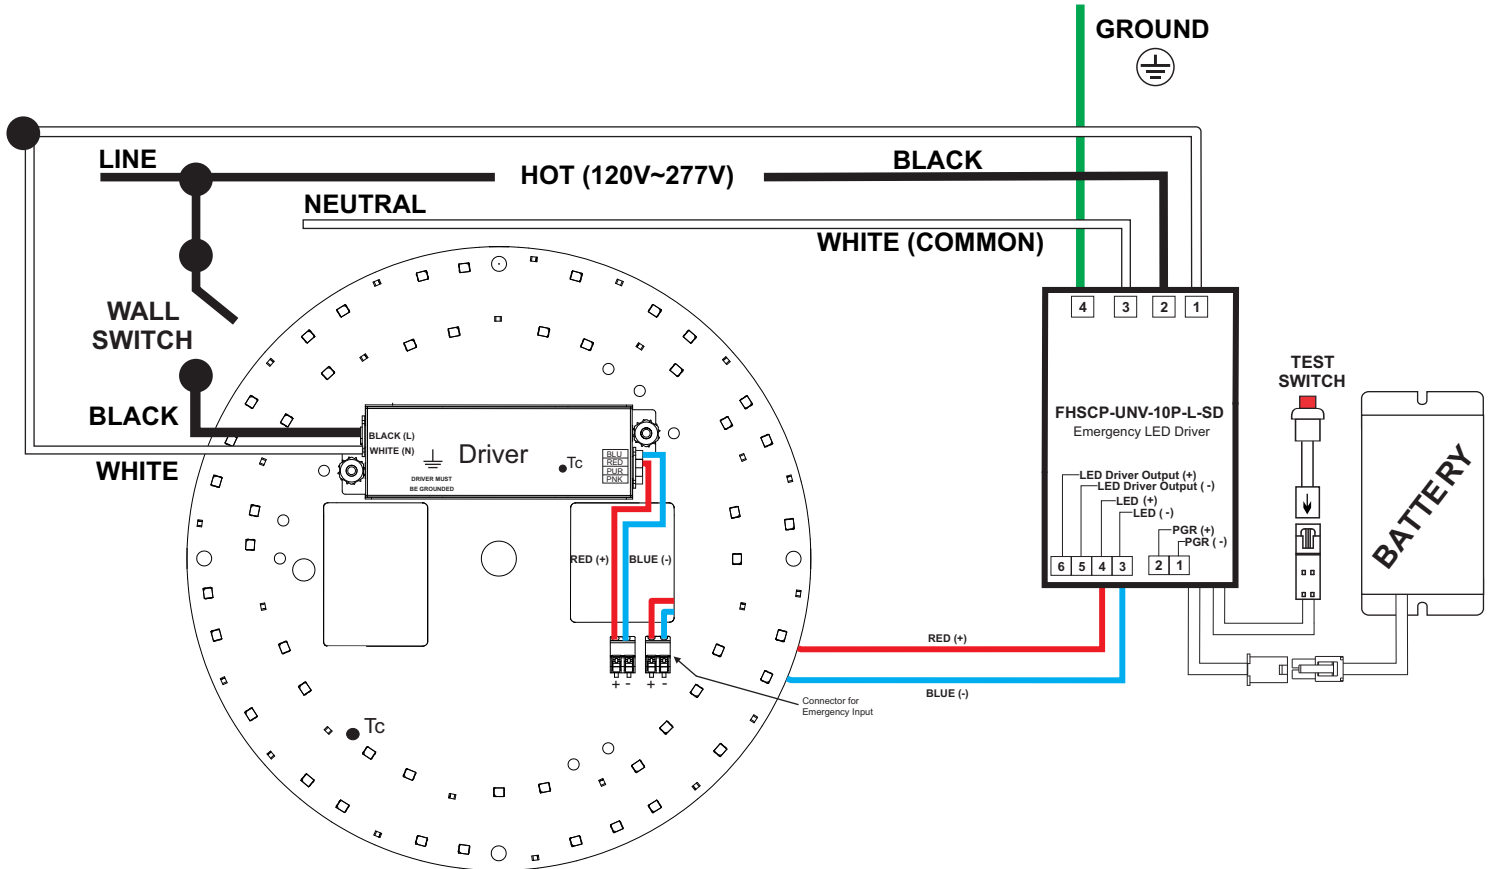 GROUND
LINE
HOT (120V~277V)
BLACK
NEUTRAL
WHITE (COMMON)
WALL
SWITCH
BLACK
WHITE
4 3 2 1
FHSCP-UNV-10P-L-SD
Emergency LED Driver
LED Driver Output (+)
LED Driver Output (-)
LED (+)
LED (-)
PGR (+)
PGR (-)
6 5 4 3 2 1
TEST
SWITCH
BATTERY
BLACK (L)
WHITE (N)
Driver
DRIVER MUST
BE GROUNDED
Tc
BLU
RED
PUR
PNK
RED (+)
BLUE (-)
+ - + -
Connector for
Emergency Input
RED (+)
BLUE (-)
Tc